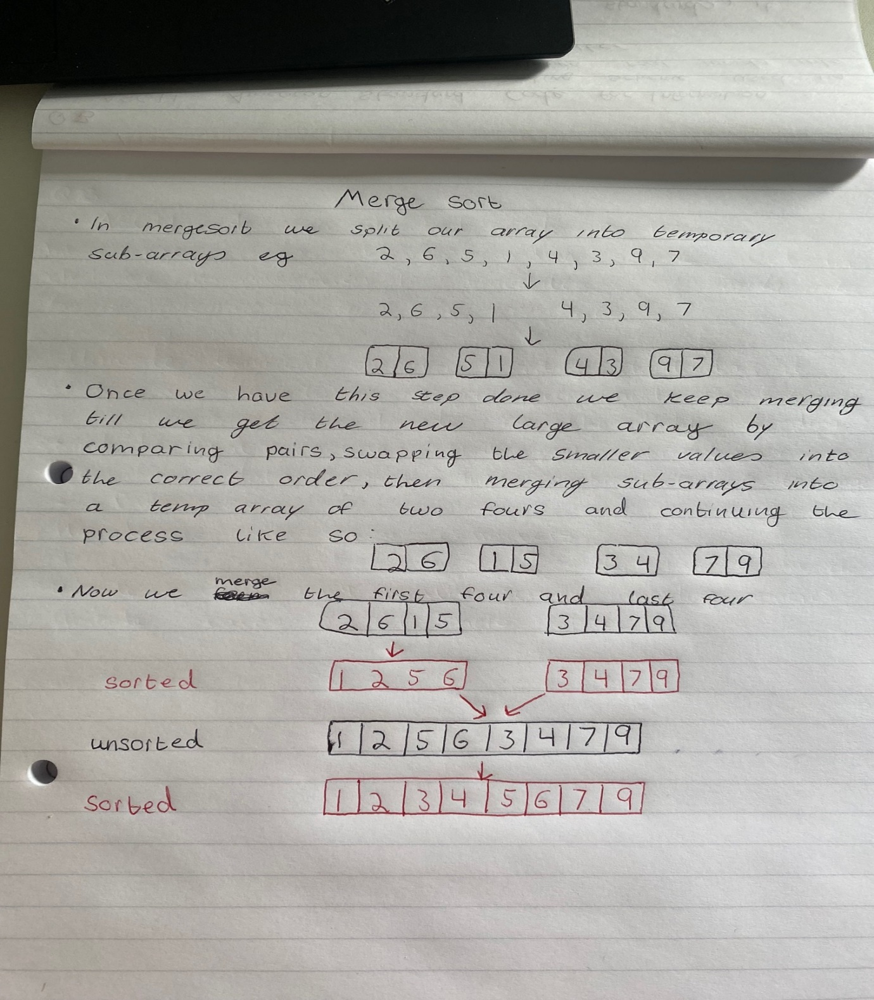 Merge sort
• In mergesort we split our array into temporary
sub-arrays eg 2, 6, 5, 1, 4, 3, 9, 7
↓
2, 6, 5, 1 4, 3, 9, 7
↓
2 6 5 1 4 3 9 7
• Once we have this step done we keep merging
till we get the new large array by
comparing pairs, swapping the smaller values into
the correct order, then merging sub-arrays into
a temp array of two fours and continuing the
process like so:
2 6 1 5 3 4 7 9
• Now we merge the first four and last four
2 6 1 5 3 4 7 9
sorted 1 2 5 6 3 4 7 9
unsorted 1 2 5 6 3 4 7 9
sorted 1 2 3 4 5 6 7 9